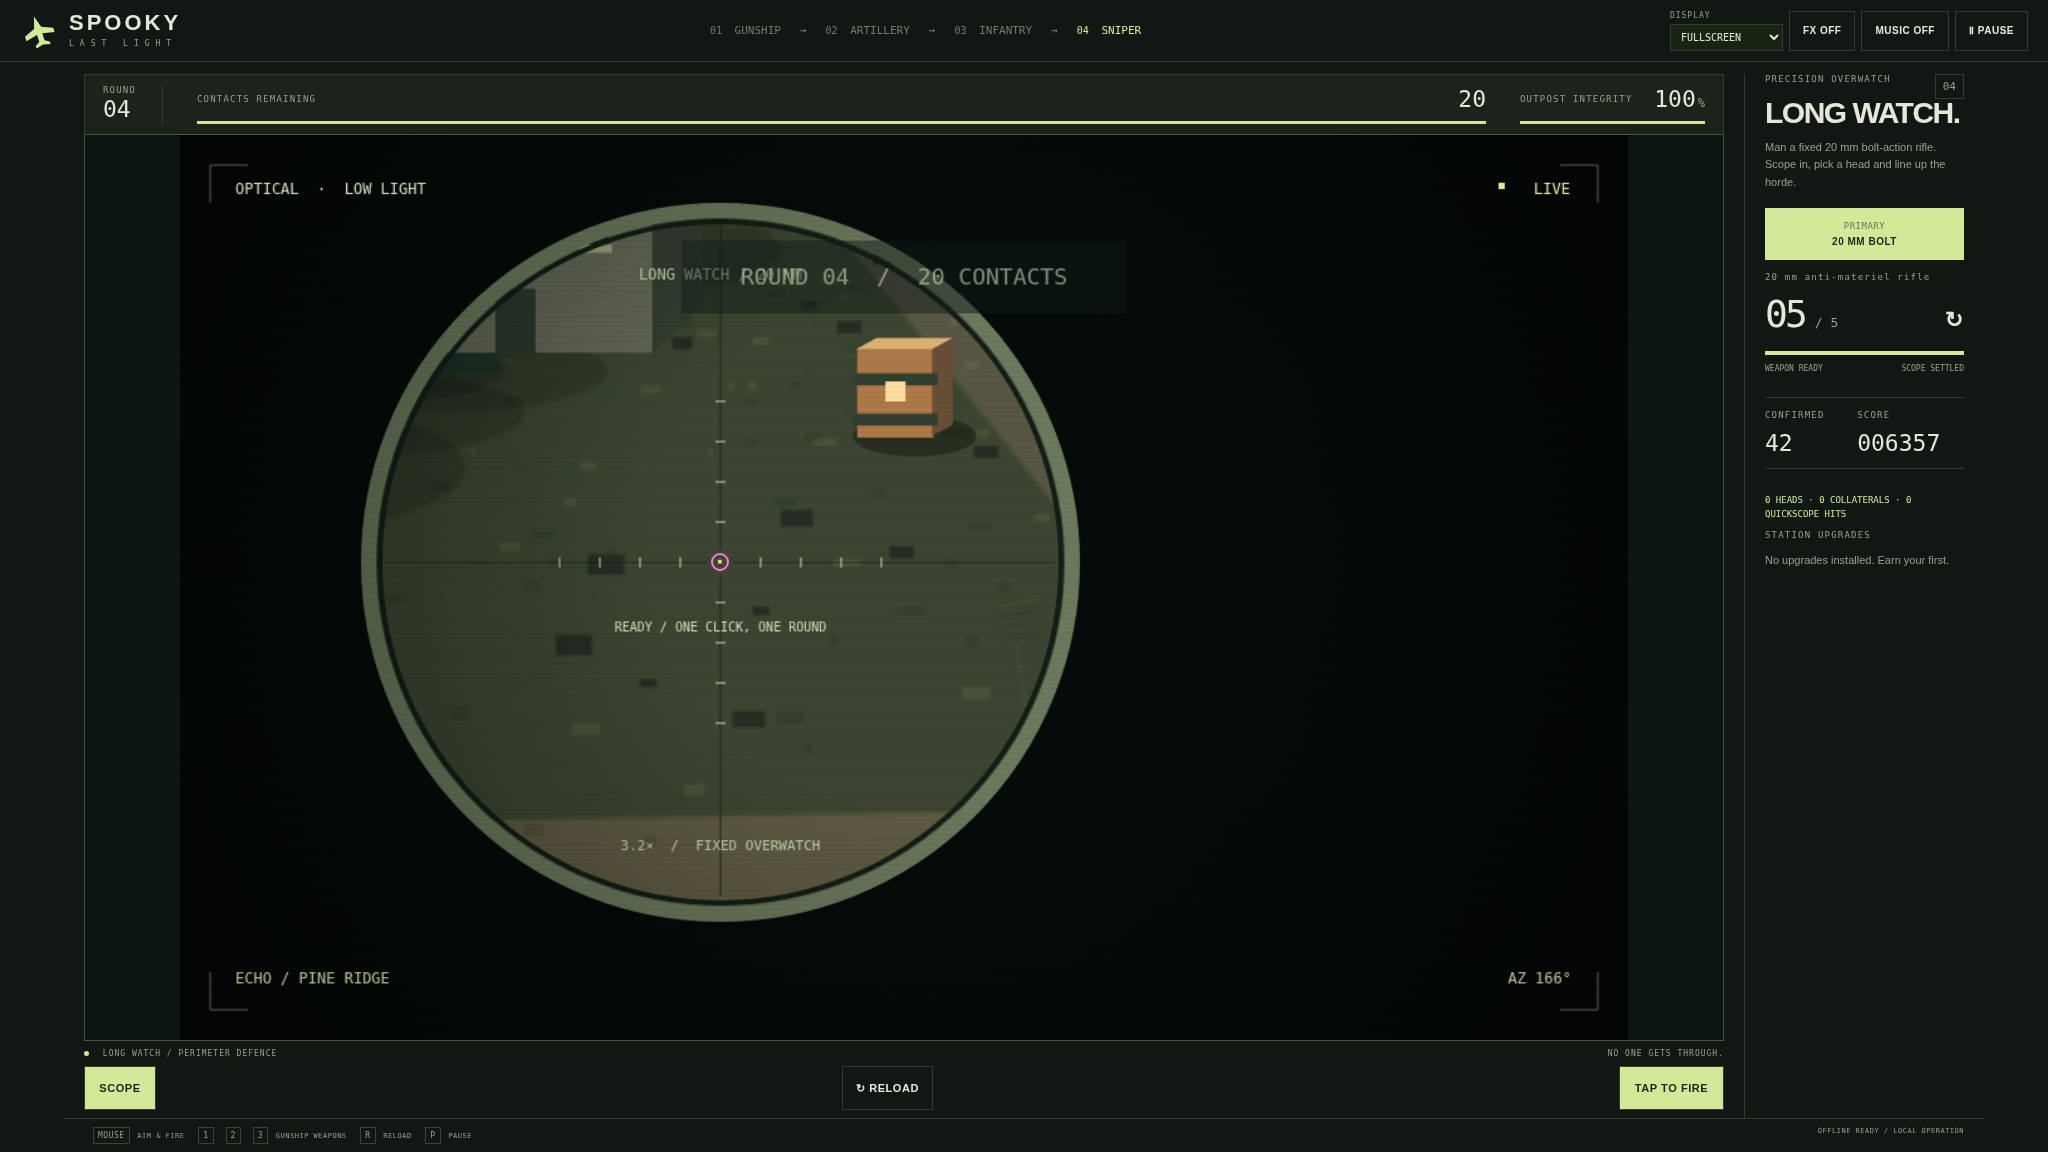 SPOOKY
LAST LIGHT
01 GUNSHIP → 02 ARTILLERY → 03 INFANTRY → 04 SNIPER
DISPLAY
FULLSCREEN
FX OFF
MUSIC OFF
Ⅱ PAUSE
ROUND
04
CONTACTS REMAINING
20
OUTPOST INTEGRITY
100%
OPTICAL · LOW LIGHT
LIVE
LONG WATCH /
ROUND 04 / 20 CONTACTS
READY / ONE CLICK, ONE ROUND
3.2× / FIXED OVERWATCH
ECHO / PINE RIDGE
AZ 166°
LONG WATCH / PERIMETER DEFENCE
NO ONE GETS THROUGH.
SCOPE
↻ RELOAD
TAP TO FIRE
PRECISION OVERWATCH
04
LONG WATCH.
Man a fixed 20 mm bolt-action rifle.
Scope in, pick a head and line up the
horde.
PRIMARY
20 MM BOLT
20 mm anti-materiel rifle
05 / 5
↻
WEAPON READY
SCOPE SETTLED
CONFIRMED
42
SCORE
006357
0 HEADS · 0 COLLATERALS · 0
QUICKSCOPE HITS
STATION UPGRADES
No upgrades installed. Earn your first.
MOUSE AIM & FIRE 1 2 3 GUNSHIP WEAPONS R RELOAD P PAUSE
OFFLINE READY / LOCAL OPERATION